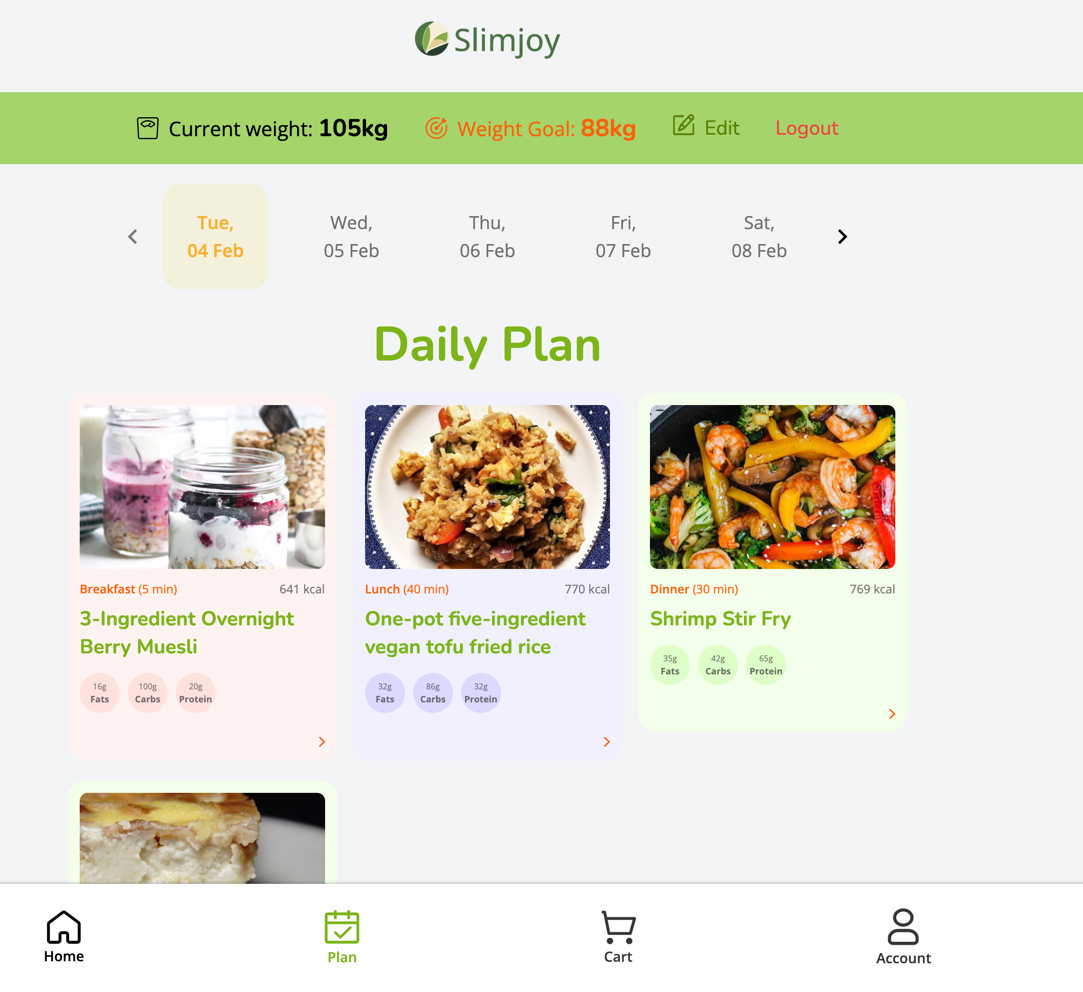 Slimjoy
Current weight: 105kg
Weight Goal: 88kg
Edit
Logout
Tue,
04 Feb
Wed,
05 Feb
Thu,
06 Feb
Fri,
07 Feb
Sat,
08 Feb
Daily Plan
Breakfast (5 min)
641 kcal
3-Ingredient Overnight
Berry Muesli
16g
Fats
100g
Carbs
20g
Protein
Lunch (40 min)
770 kcal
One-pot five-ingredient
vegan tofu fried rice
32g
Fats
86g
Carbs
32g
Protein
Dinner (30 min)
769 kcal
Shrimp Stir Fry
35g
Fats
42g
Carbs
65g
Protein
Home
Plan
Cart
Account